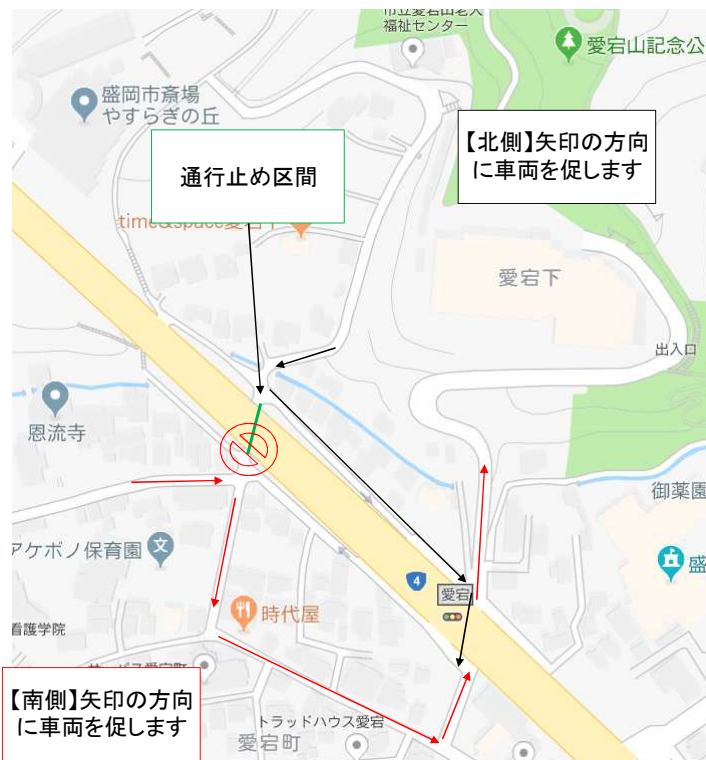 福祉センター
愛宕山記念公
盛岡市斎場
やすらぎの丘
【北側】矢印の方向
に車両を促します
通行止め区間
愛宕下
出入口
恩流寺
御薬園
アケボノ保育園
盛
4
愛宕
時代屋
看護学院
【南側】矢印の方向
に車両を促します
トラッドハウス愛宕
愛宕町